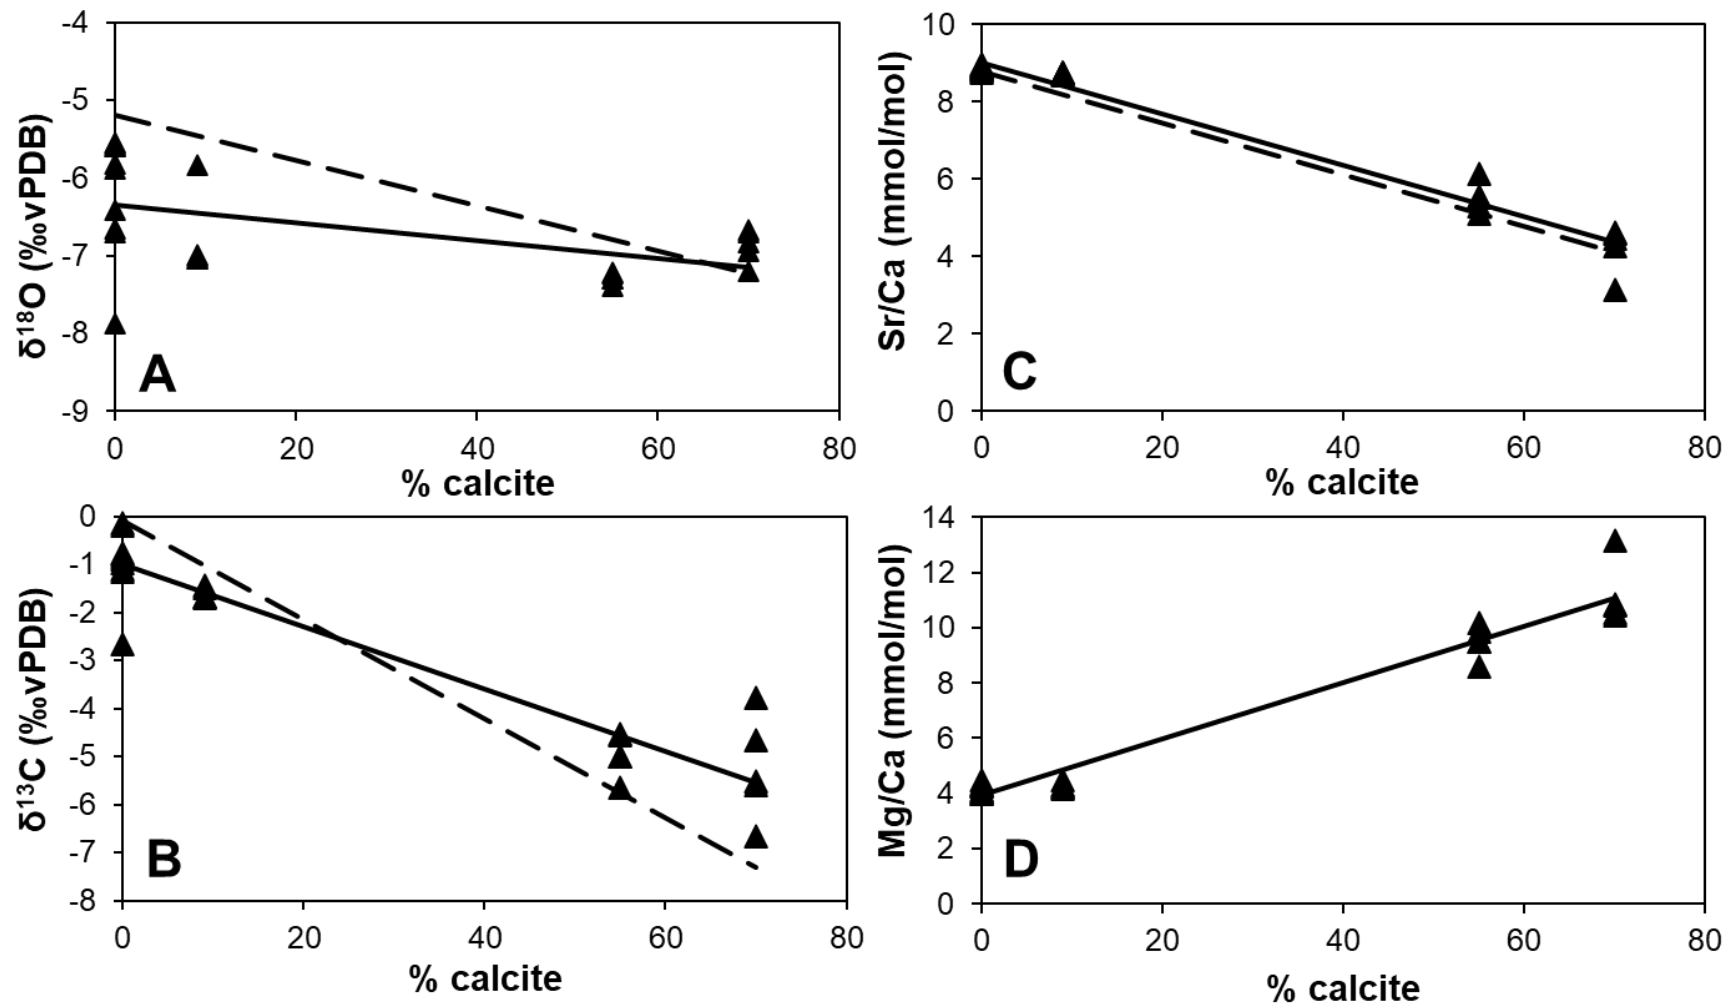 -4
-5
-6
-7
-8
-9
δ¹⁸O (‰vPDB)
A
0 20 40 60 80
% calcite
10
8
6
4
2
0
Sr/Ca (mmol/mol)
C
0 20 40 60 80
% calcite
0
-1
-2
-3
-4
-5
-6
-7
-8
δ¹³C (‰vPDB)
B
0 20 40 60 80
% calcite
14
12
10
8
6
4
2
0
Mg/Ca (mmol/mol)
D
0 20 40 60 80
% calcite